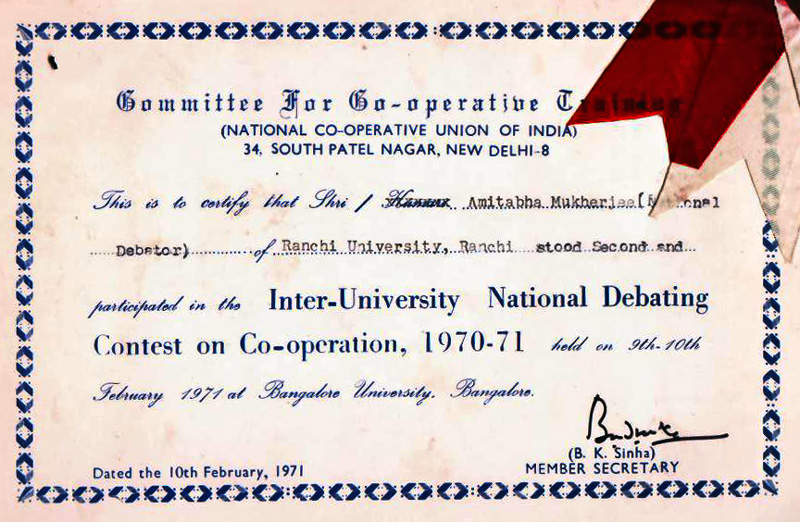 Committee For Co-operative Training
(NATIONAL CO-OPERATIVE UNION OF INDIA)
34, SOUTH PATEL NAGAR, NEW DELHI-8
This is to certify that Shri / Amitabha Mukherjee(National
Debator) of Ranchi University, Ranchi stood Second and
participated in the Inter-University National Debating
Contest on Co-operation, 1970-71 held on 9th-10th
February 1971 at Bangalore University, Bangalore.
(B. K. Sinha)
Dated the 10th February, 1971 MEMBER SECRETARY